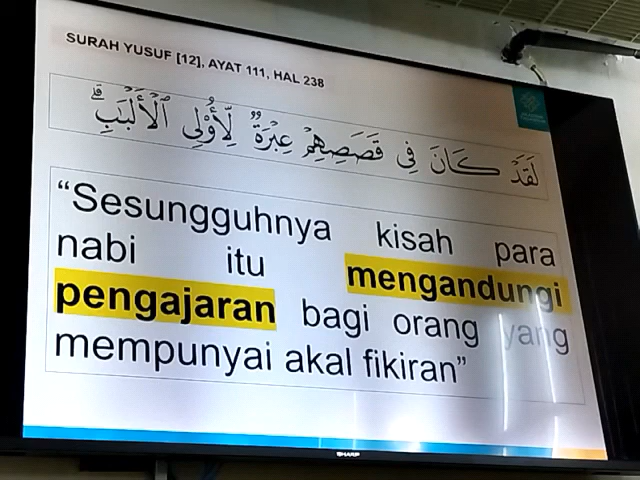 SURAH YUSUF [12], AYAT 111, HAL 238
لَقَدْ كَانَ فِي قَصَصِهِمْ عِبْرَةٌ لِّأُوْلِي ٱلْأَلْبَٰبِۗ
“Sesungguhnya kisah para
nabi itu mengandungi
pengajaran bagi orang yang
mempunyai akal fikiran”
SHARP